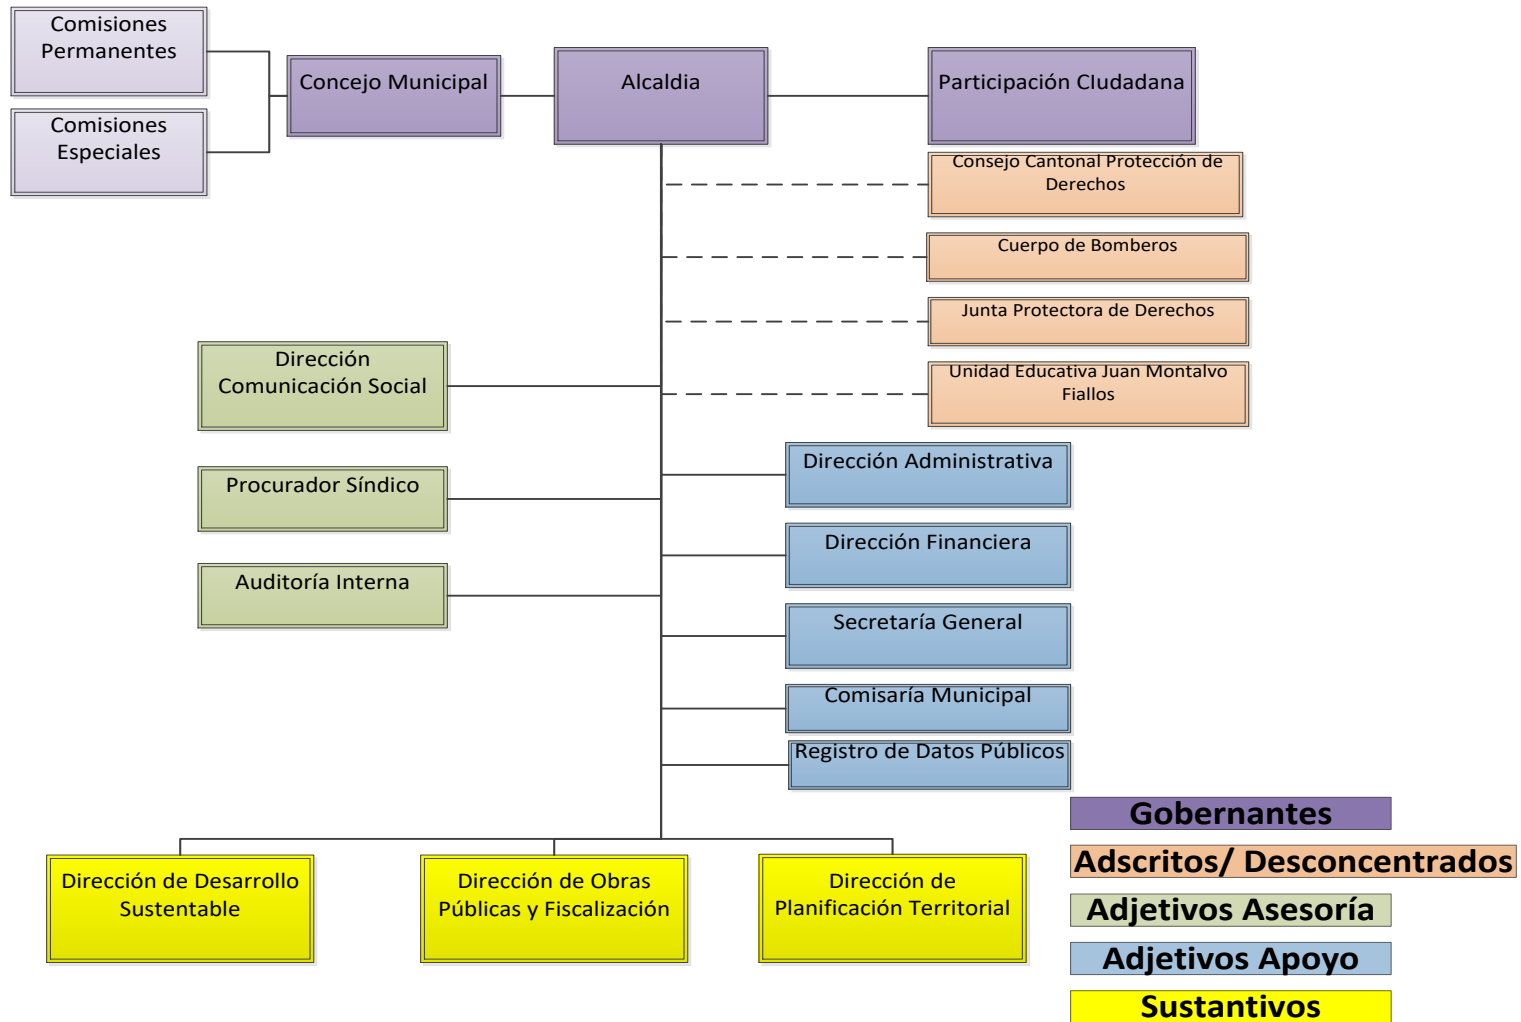 Comisiones
Permanentes
Concejo Municipal
Alcaldia
Participación CIudadana
Comisiones
Especiales
Consejo Cantonal Protección de
Derechos
Cuerpo de Bomberos
Junta Protectora de Derechos
Unidad Educativa Juan Montalvo
Fiallos
Dirección
Comunicación Social
Procurador Síndico
Auditoría Interna
Dirección Administrativa
Dirección Financiera
Secretaría General
Comisaría Municipal
Registro de Datos Públicos
Dirección de Desarrollo
Sustentable
Dirección de Obras
Públicas y Fiscalización
Dirección de
Planificación Territorial
Gobernantes
Adscritos/ Desconcentrados
Adjetivos Asesoría
Adjetivos Apoyo
Sustantivos